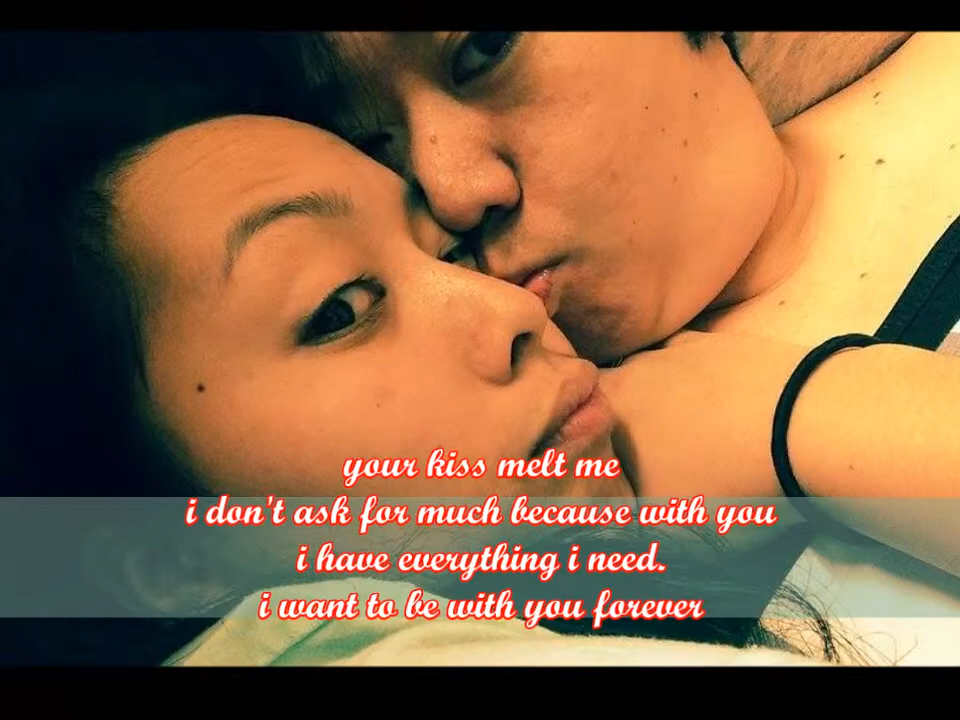 your kiss melt me
i don't ask for much because with you
i have everything i need.
i want to be with you forever